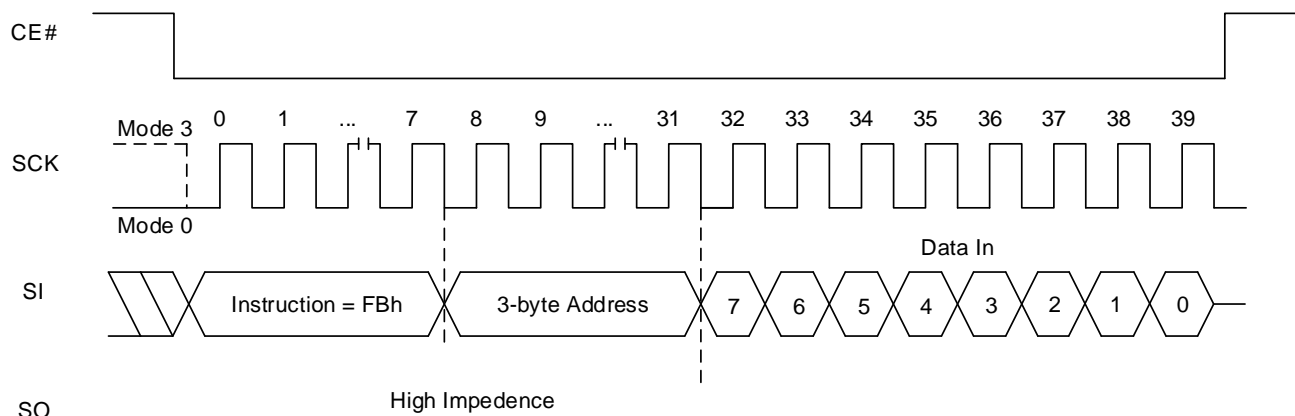 CE#
Mode 3
0 1 ... 7 8 9 ... 31 32 33 34 35 36 37 38 39
SCK
Mode 0
Data In
SI
Instruction = FBh
3-byte Address
7 6 5 4 3 2 1 0
High Impedence
SO